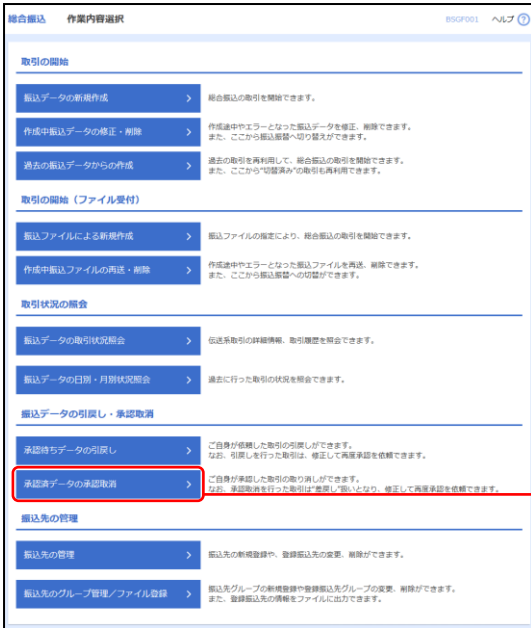 総合振込 作業内容選択 BSGF001 ヘルプ ?
取引の開始
振込データの新規作成 > 総合振込の取引を開始できます。
作成中振込データの修正・削除 > 作成途中やエラーとなった振込データを修正、削除できます。
また、ここから振込振替へ切り替えができます。
過去の振込データからの作成 > 過去の取引を再利用して、総合振込の取引を開始できます。
また、ここから"切替済み"の取引も再利用できます。
取引の開始（ファイル受付）
振込ファイルによる新規作成 > 振込ファイルの指定により、総合振込の取引を開始できます。
作成中振込ファイルの再送・削除 > 作成途中やエラーとなった振込ファイルを再送、削除できます。
また、ここから振込振替への切替ができます。
取引状況の照会
振込データの取引状況照会 > 伝送系取引の詳細情報、取引履歴を照会できます。
振込データの日別・月別状況照会 > 過去に行った取引の状況を照会できます。
振込データの引戻し・承認取消
承認待ちデータの引戻し > ご自身が依頼した取引の引戻しができます。
なお、引戻しを行った取引は、修正して再度承認を依頼できます。
承認済データの承認取消 > ご自身が承認した取引の取り消しができます。
なお、承認取消を行った取引は"差戻し"扱いとなり、修正して再度承認を依頼できます。
振込先の管理
振込先の管理 > 振込先の新規登録や、登録振込先の変更、削除ができます。
振込先のグループ管理／ファイル登録 > 振込先グループの新規登録や登録振込先グループの変更、削除ができます。
また、登録振込先の情報をファイルに出力できます。